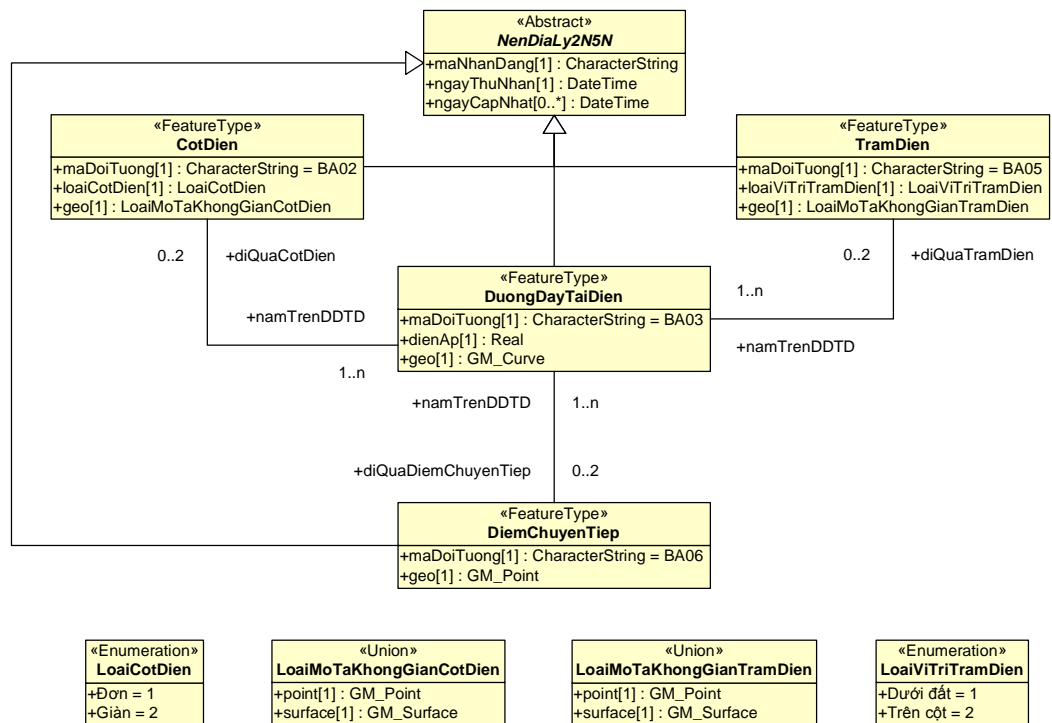 «Abstract»
NenDiaLy2N5N
+maNhanDang[1] : CharacterString
+ngayThuNhan[1] : DateTime
+ngayCapNhat[0..*] : DateTime
«FeatureType»
CotDien
+maDoiTuong[1] : CharacterString = BA02
+loaiCotDien[1] : LoaiCotDien
+geo[1] : LoaiMoTaKhongGianCotDien
«FeatureType»
TramDien
+maDoiTuong[1] : CharacterString = BA05
+loaiViTriTramDien[1] : LoaiViTriTramDien
+geo[1] : LoaiMoTaKhongGianTramDien
0..2
+diQuaCotDien
0..2
+diQuaTramDien
«FeatureType»
DuongDayTaiDien
+maDoiTuong[1] : CharacterString = BA03
+dienAp[1] : Real
+geo[1] : GM_Curve
1..n
+namTrenDDTD
+namTrenDDTD
1..n
+namTrenDDTD
1..n
+diQuaDiemChuyenTiep
0..2
«FeatureType»
DiemChuyenTiep
+maDoiTuong[1] : CharacterString = BA06
+geo[1] : GM_Point
«Enumeration»
LoaiCotDien
+Đơn = 1
+Giàn = 2
«Union»
LoaiMoTaKhongGianCotDien
+point[1] : GM_Point
+surface[1] : GM_Surface
«Union»
LoaiMoTaKhongGianTramDien
+point[1] : GM_Point
+surface[1] : GM_Surface
«Enumeration»
LoaiViTriTramDien
+Dưới đất = 1
+Trên cột = 2